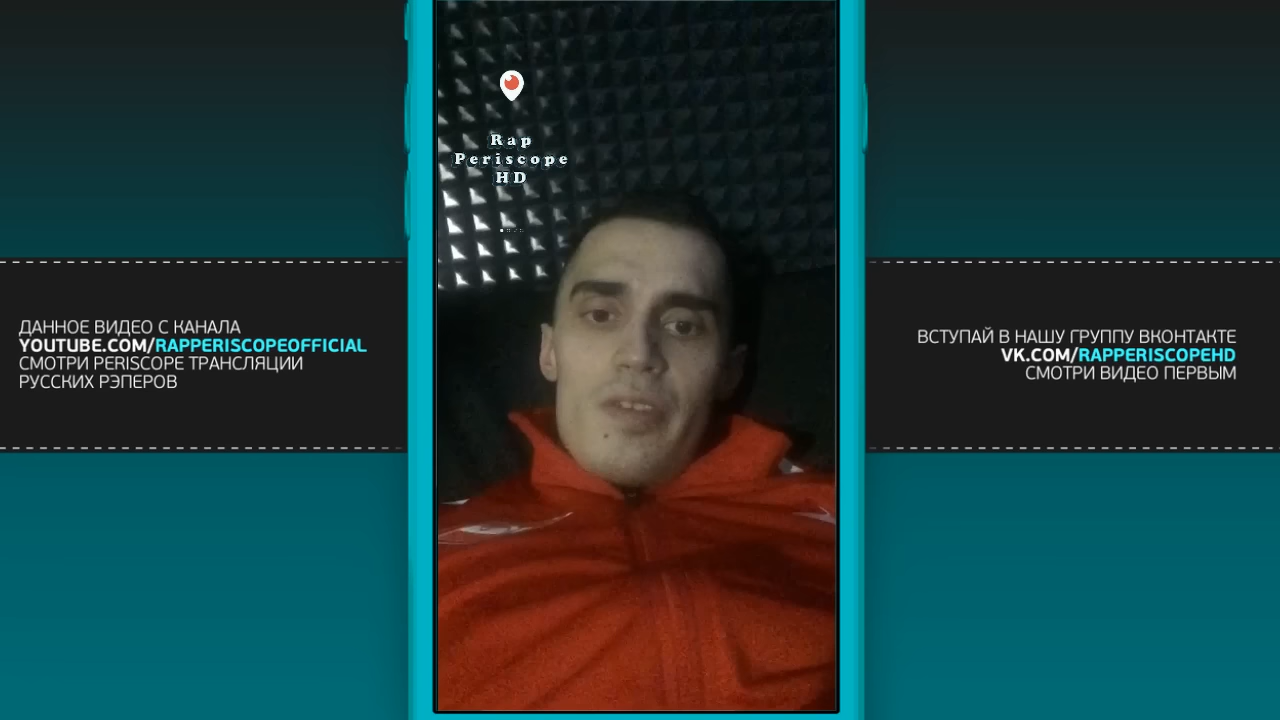 Rap
Periscope
HD
ДАННОЕ ВИДЕО С КАНАЛА
YOUTUBE.COM/RAPPERISCOPEOFFICIAL
СМОТРИ PERISCOPE ТРАНСЛЯЦИИ
РУССКИХ РЭПЕРОВ
ВСТУПАЙ В НАШУ ГРУППУ ВКОНТАКТЕ
VK.COM/RAPPERISCOPEHD
СМОТРИ ВИДЕО ПЕРВЫМ